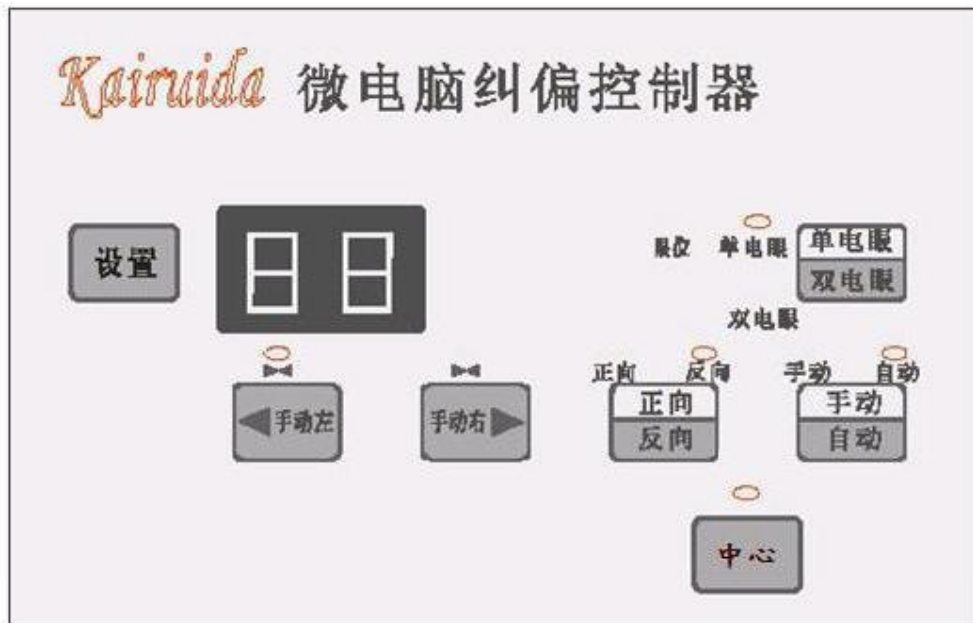 Kairuida 微电脑纠偏控制器
设置
88
单电眼
单电眼
双电眼
双电眼
正向 反向 手动 自动
手动左
手动右
正向
反向
手动
自动
中心